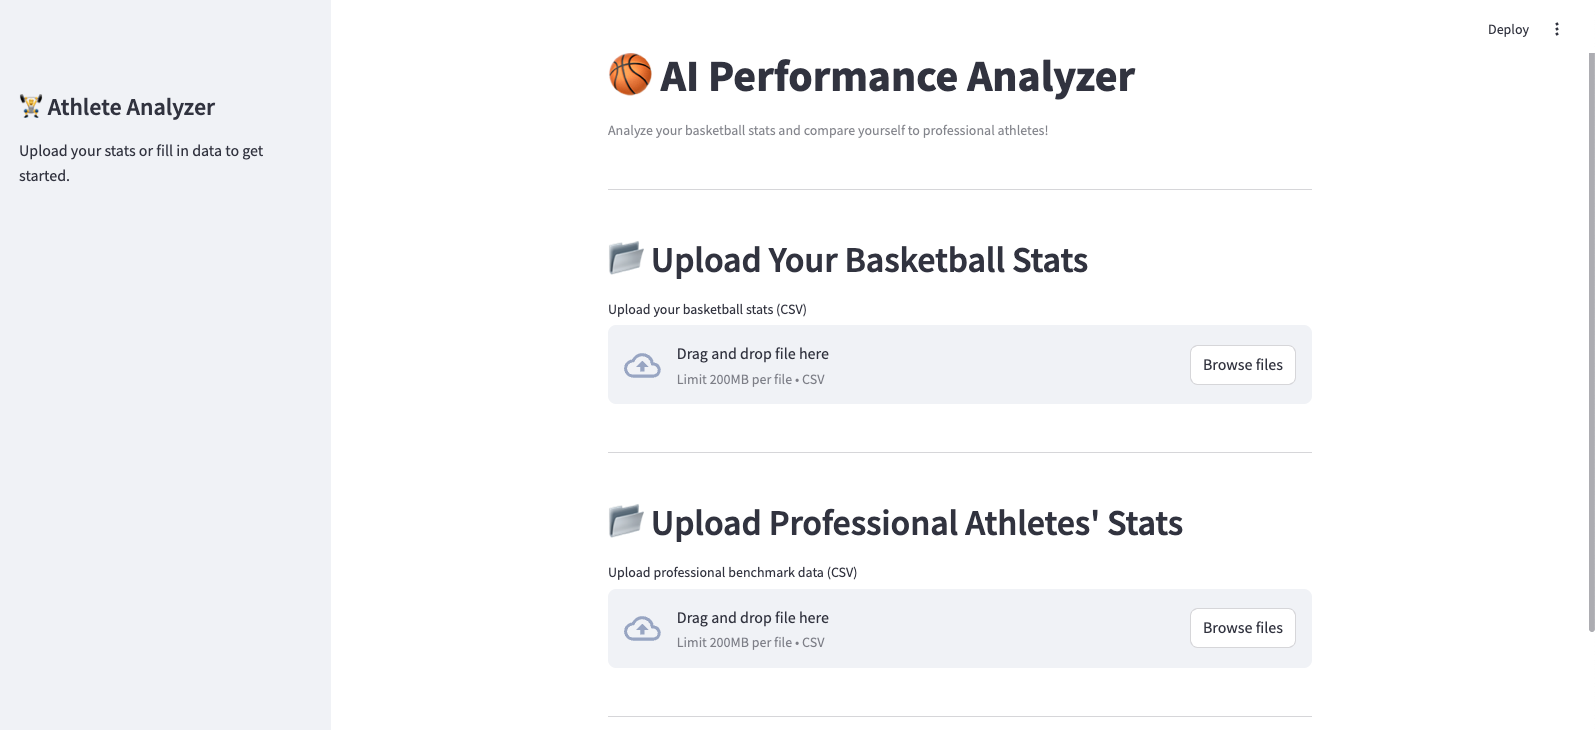 Deploy
Athlete Analyzer
Upload your stats or fill in data to get
started.
AI Performance Analyzer
Analyze your basketball stats and compare yourself to professional athletes!
Upload Your Basketball Stats
Upload your basketball stats (CSV)
Drag and drop file here
Limit 200MB per file • CSV
Browse files
Upload Professional Athletes' Stats
Upload professional benchmark data (CSV)
Drag and drop file here
Limit 200MB per file • CSV
Browse files